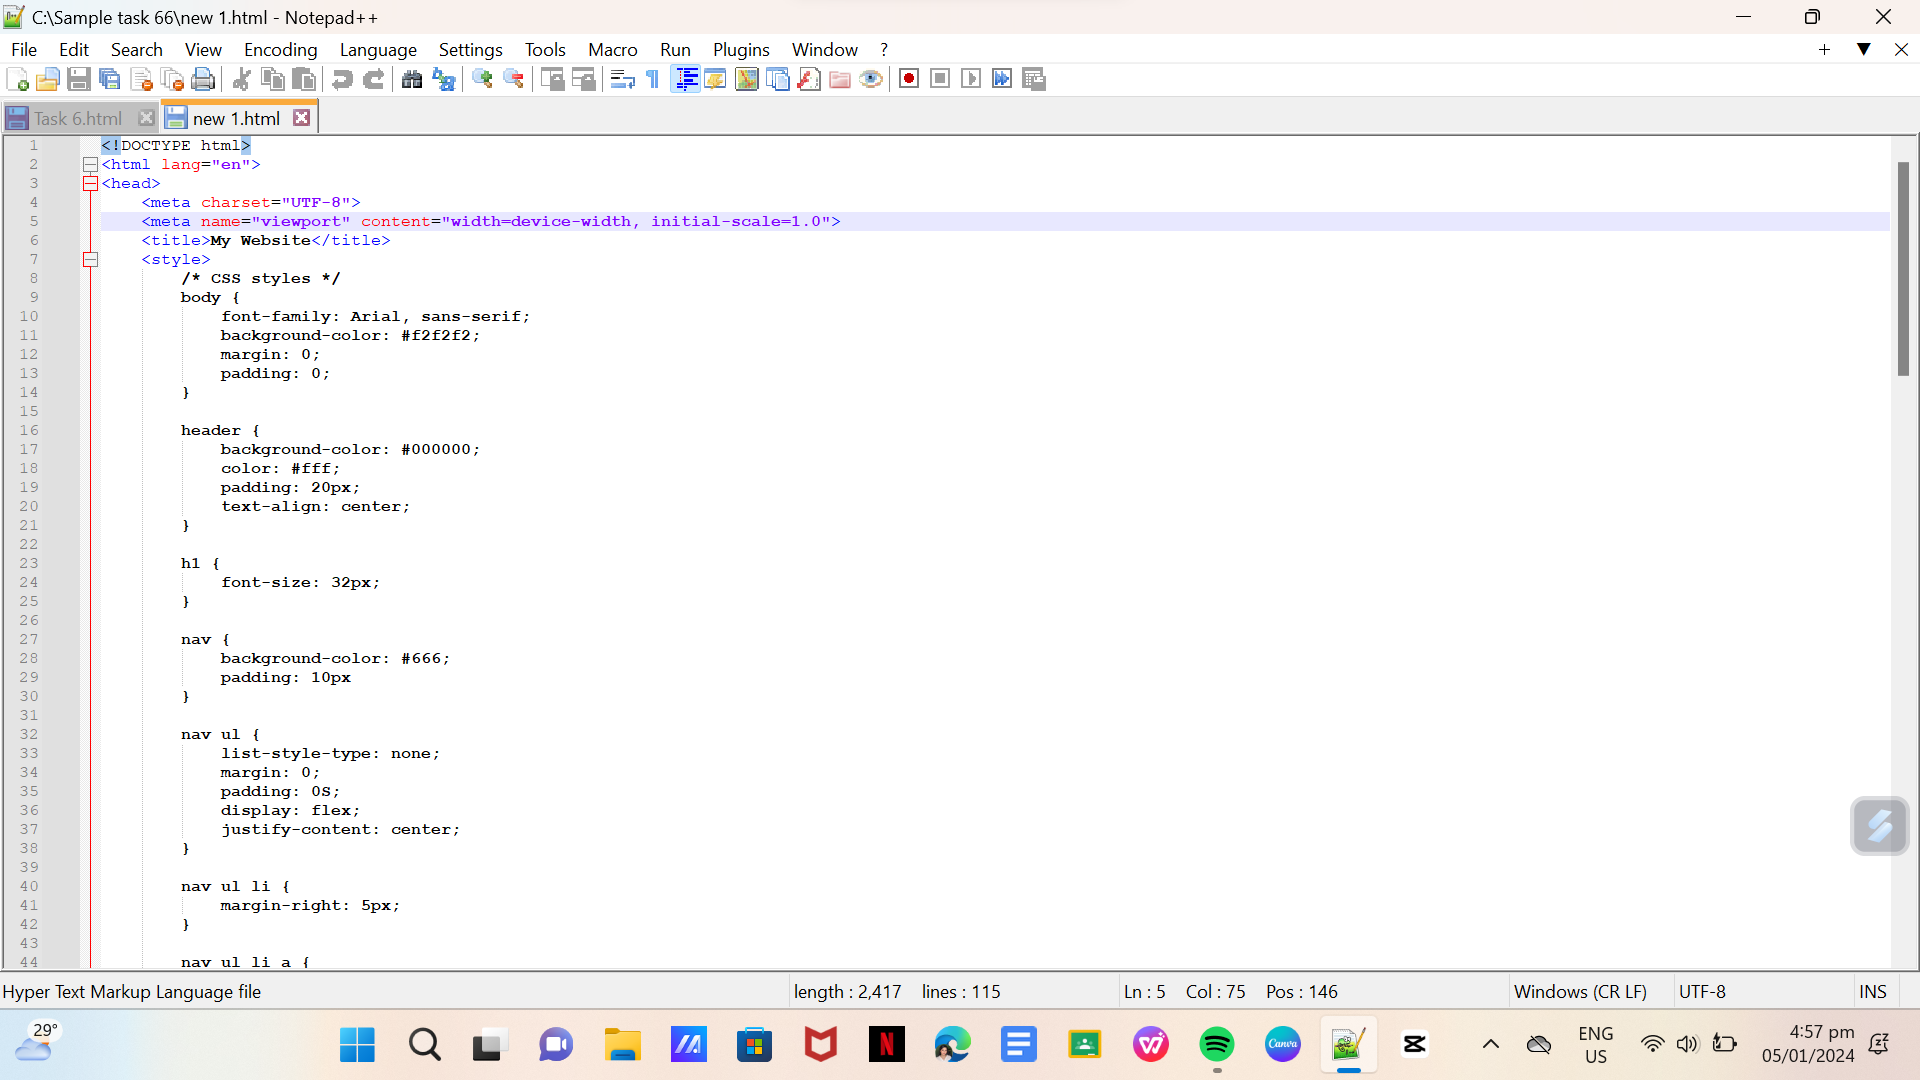 C:\Sample task 66\new 1.html - Notepad++
File Edit Search View Encoding Language Settings Tools Macro Run Plugins Window ?
Task 6.html new 1.html
1 <!DOCTYPE html>
2 <html lang="en">
3 <head>
4 <meta charset="UTF-8">
5 <meta name="viewport" content="width=device-width, initial-scale=1.0">
6 <title>My Website</title>
7 <style>
8 /* CSS styles */
9 body {
10 font-family: Arial, sans-serif;
11 background-color: #f2f2f2;
12 margin: 0;
13 padding: 0;
14 }
15
16 header {
17 background-color: #000000;
18 color: #fff;
19 padding: 20px;
20 text-align: center;
21 }
22
23 h1 {
24 font-size: 32px;
25 }
26
27 nav {
28 background-color: #666;
29 padding: 10px
30 }
31
32 nav ul {
33 list-style-type: none;
34 margin: 0;
35 padding: 0S;
36 display: flex;
37 justify-content: center;
38 }
39
40 nav ul li {
41 margin-right: 5px;
42 }
43
44 nav ul li a {
Hyper Text Markup Language file length : 2,417 lines : 115 Ln : 5 Col : 75 Pos : 146 Windows (CR LF) UTF-8 INS
29°
Canva
ENG
US
4:57 pm
05/01/2024